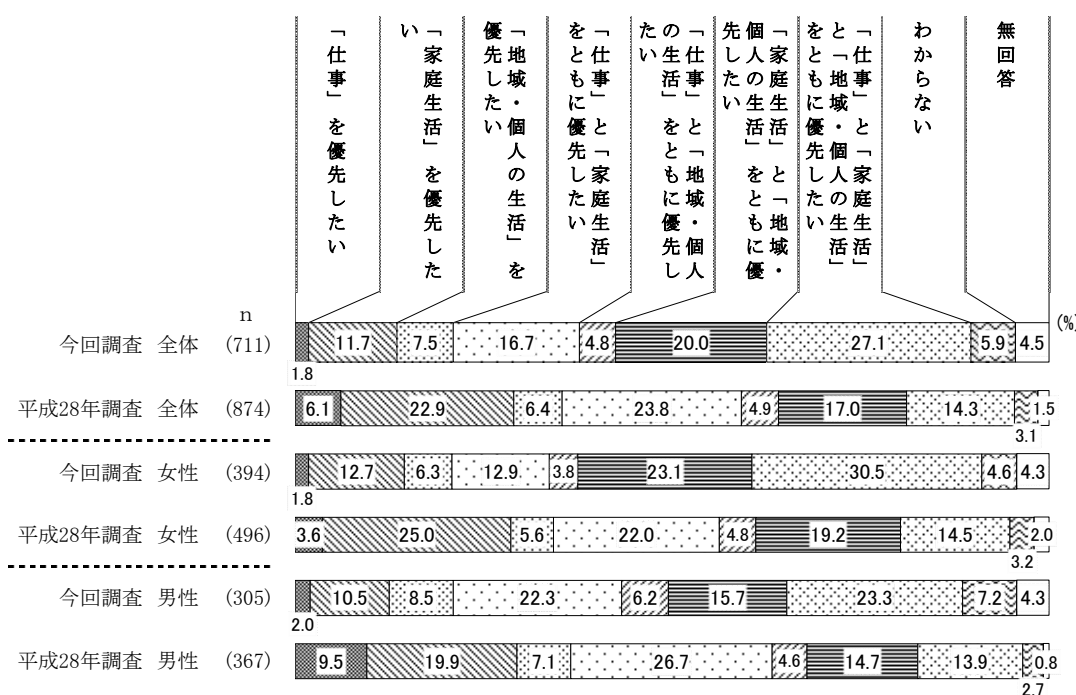 「仕事」を優先したい
「家庭生活」を優先した
い
「地域・個人の生活」を
優先したい
「仕事」と「家庭生活」
をともに優先したい
「仕事」と「地域・個人
の生活」をともに優先し
たい
「家庭生活」と「地域・
個人の生活」をともに優
先したい
「仕事」と「家庭生活」
と「地域・個人の生活」
をともに優先したい
わからない
無回答
n
(%)
今回調査 全体 (711)
1.8 11.7 7.5 16.7 4.8 20.0 27.1 5.9 4.5
平成28年調査 全体 (874)
6.1 22.9 6.4 23.8 4.9 17.0 14.3 3.1 1.5
今回調査 女性 (394)
1.8 12.7 6.3 12.9 3.8 23.1 30.5 4.6 4.3
平成28年調査 女性 (496)
3.6 25.0 5.6 22.0 4.8 19.2 14.5 3.2 2.0
今回調査 男性 (305)
2.0 10.5 8.5 22.3 6.2 15.7 23.3 7.2 4.3
平成28年調査 男性 (367)
9.5 19.9 7.1 26.7 4.6 14.7 13.9 2.7 0.8